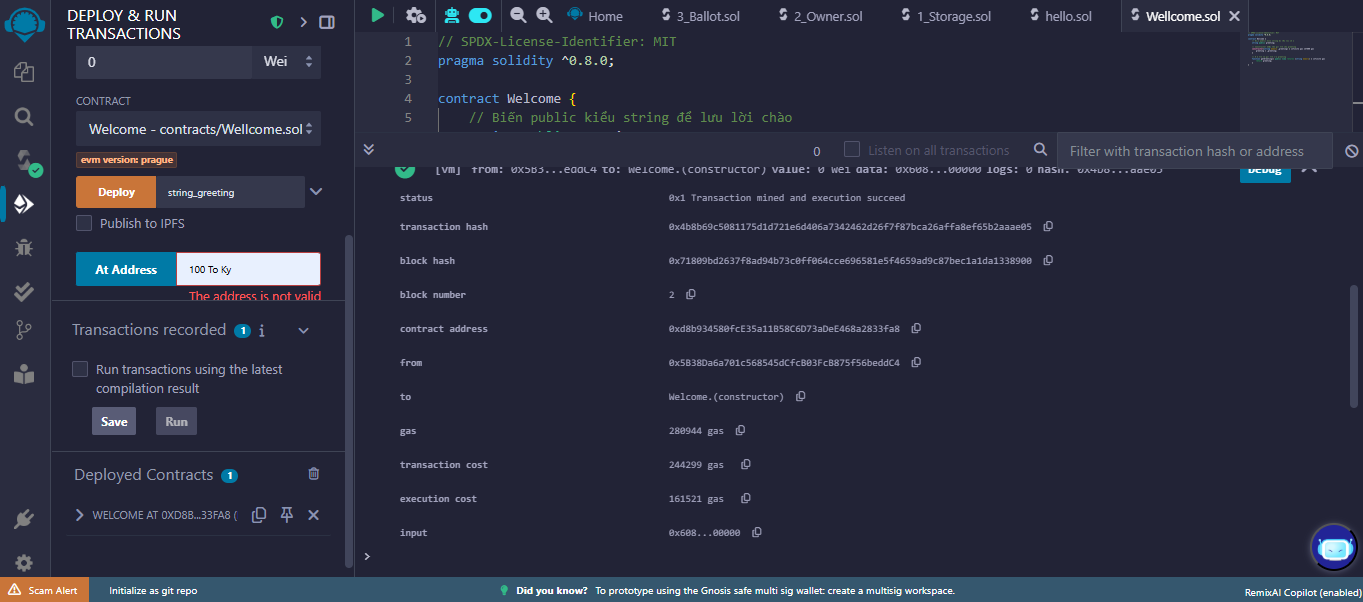 DEPLOY & RUN
TRANSACTIONS
0 Wei
CONTRACT
Welcome - contracts/Wellcome.sol
evm version: prague
Deploy string_greeting
Publish to IPFS
At Address 100 To Ky
The address is not valid
Transactions recorded 1 i
Run transactions using the latest
compilation result
Save Run
Deployed Contracts 1
WELCOME AT 0XD8B...33FA8 (
Home 3_Ballot.sol 2_Owner.sol 1_Storage.sol hello.sol Wellcome.sol
1 // SPDX-License-Identifier: MIT
2 pragma solidity ^0.8.0;
3
4 contract Welcome {
5 // Biến public kiểu string để lưu lời chào
0 Listen on all transactions Filter with transaction hash or address
[vm] from: 0x5B3...eddC4 to: Welcome.(constructor) value: 0 wei data: 0x608...00000 logs: 0 hash: 0x4b8...aae05 Debug
status 0x1 Transaction mined and execution succeed
transaction hash 0x4b8b69c5081175d1d721e6d406a7342462d26f7f87bca26affa8ef65b2aaae05
block hash 0x71809bd2637f8ad94b73c0ff064cce696581e5f4659ad9c87bec1a1da1338900
block number 2
contract address 0xd8b934580fcE35a11B58C6D73aDeE468a2833fa8
from 0x5B38Da6a701c568545dCfcB03FcB875f56beddC4
to Welcome.(constructor)
gas 280944 gas
transaction cost 244299 gas
execution cost 161521 gas
input 0x608...00000
>
Scam Alert Initialize as git repo Did you know? To prototype using the Gnosis safe multi sig wallet: create a multisig workspace. RemixAI Copilot (enabled)